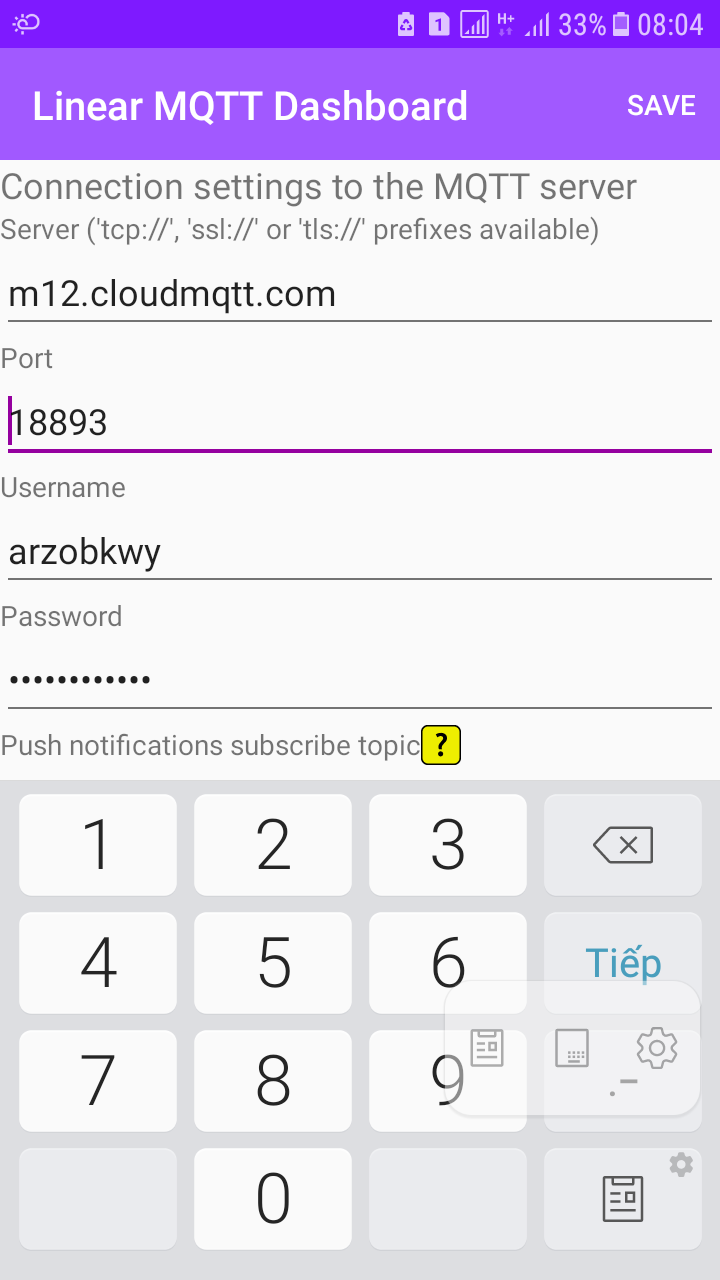 1 H+ 33% 08:04
Linear MQTT Dashboard SAVE
Connection settings to the MQTT server
Server ('tcp://', 'ssl://' or 'tls://' prefixes available)
m12.cloudmqtt.com
Port
18893
Username
arzobkwy
Password
••••••••••••
Push notifications subscribe topic ?
1 2 3
4 5 6 Tiếp
7 8 9 .-
0